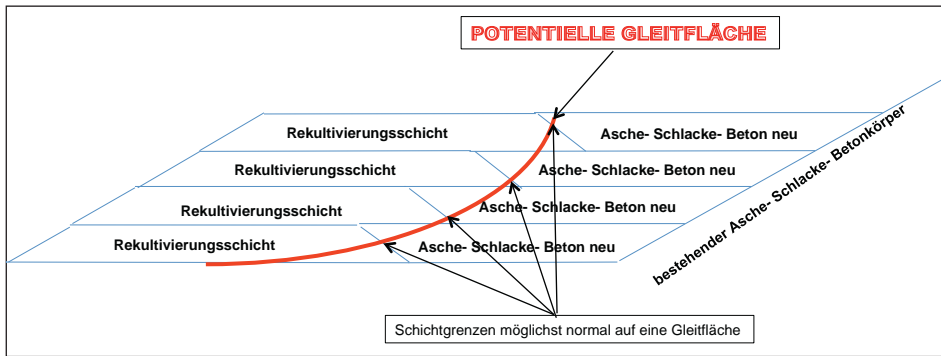 POTENTIELLE GLEITFLÄCHE
Rekultivierungsschicht
Asche- Schlacke- Beton neu
Rekultivierungsschicht
Asche- Schlacke- Beton neu
Rekultivierungsschicht
Asche- Schlacke- Beton neu
Rekultivierungsschicht
Asche- Schlacke- Beton neu
bestehender Asche- Schlacke- Betonkörper
Schichtgrenzen möglichst normal auf eine Gleitfläche